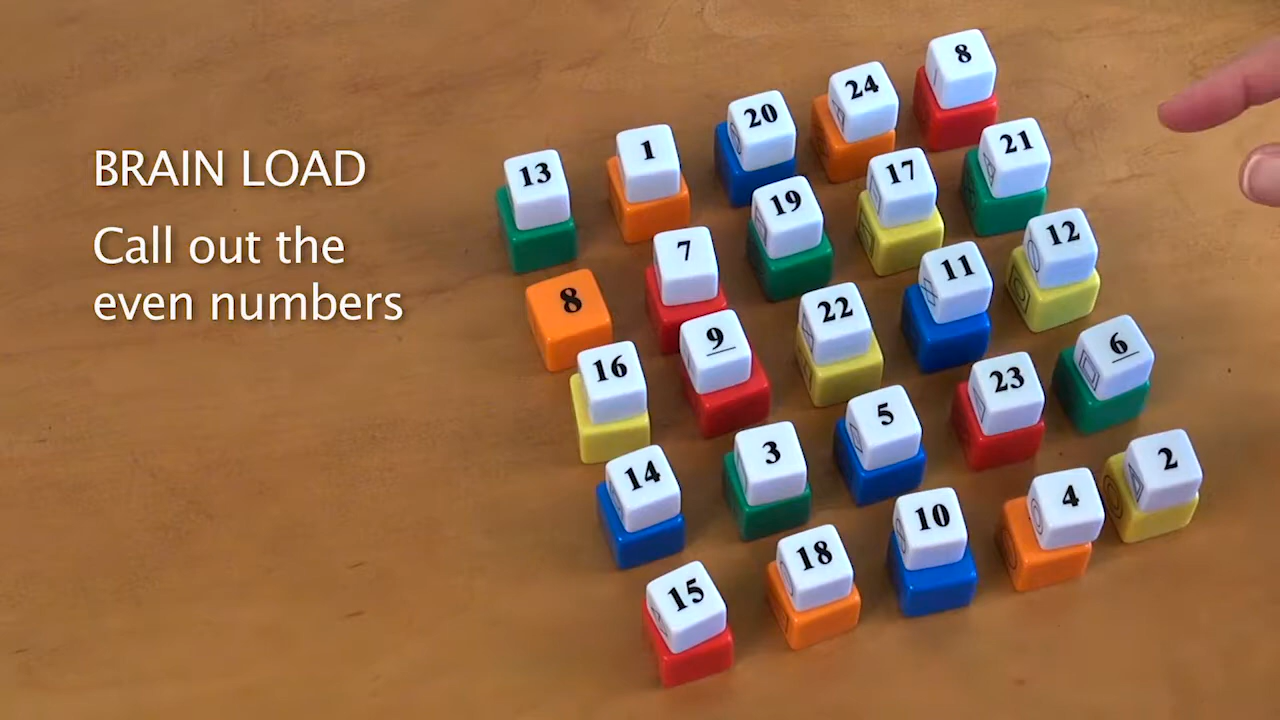 BRAIN LOAD
Call out the
even numbers
13 1 20 24 8
8 7 19 17 21
16 9 22 11 12
14 3 5 23 6
15 18 10 4 2